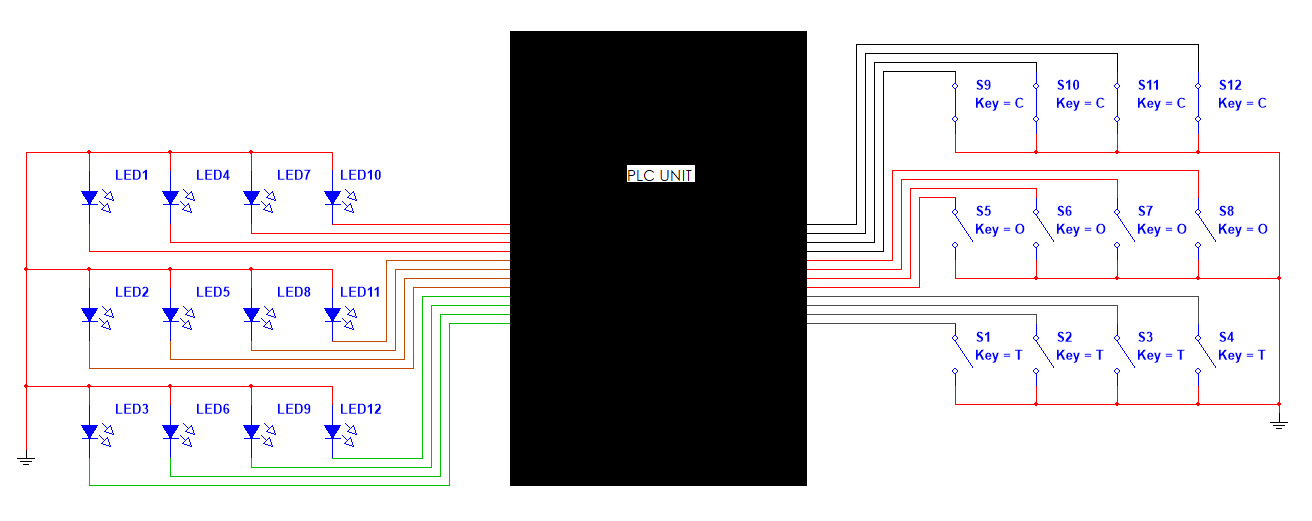 S9
Key = C
S10
Key = C
S11
Key = C
S12
Key = C
LED1
LED4
LED7
LED10
PLC UNIT
S5
Key = O
S6
Key = O
S7
Key = O
S8
Key = O
LED2
LED5
LED8
LED11
S1
Key = T
S2
Key = T
S3
Key = T
S4
Key = T
LED3
LED6
LED9
LED12